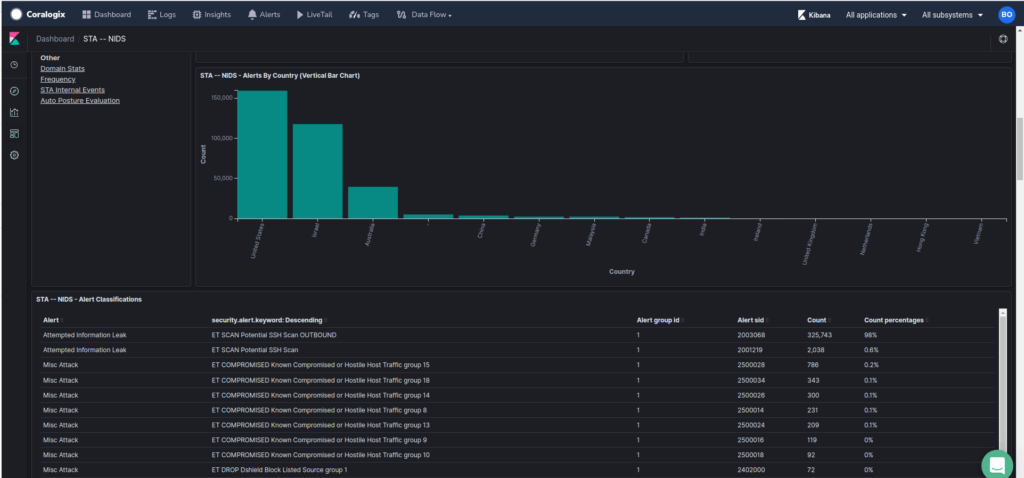 Coralogix Dashboard Logs Insights Alerts LiveTail Tags Data Flow Kibana All applications All subsystems BO
Dashboard / STA -- NIDS
Other
Domain Stats
Frequency
STA Internal Events
Auto Posture Evaluation
STA -- NIDS - Alerts By Country (Vertical Bar Chart)
150,000
100,000
50,000
0
Count
United States
Israel
Australia
-
China
Germany
Malaysia
Canada
India
Ireland
United Kingdom
Netherlands
Hong Kong
Vietnam
Country
STA -- NIDS - Alert Classifications
Alert security.alert.keyword: Descending Alert group id Alert sid Count Count percentages
Attempted Information Leak ET SCAN Potential SSH Scan OUTBOUND 1 2003068 325,743 98%
Attempted Information Leak ET SCAN Potential SSH Scan 1 2001219 2,038 0.6%
Misc Attack ET COMPROMISED Known Compromised or Hostile Host Traffic group 15 1 2500028 786 0.2%
Misc Attack ET COMPROMISED Known Compromised or Hostile Host Traffic group 18 1 2500034 343 0.1%
Misc Attack ET COMPROMISED Known Compromised or Hostile Host Traffic group 14 1 2500026 300 0.1%
Misc Attack ET COMPROMISED Known Compromised or Hostile Host Traffic group 8 1 2500014 231 0.1%
Misc Attack ET COMPROMISED Known Compromised or Hostile Host Traffic group 13 1 2500024 209 0.1%
Misc Attack ET COMPROMISED Known Compromised or Hostile Host Traffic group 9 1 2500016 119 0%
Misc Attack ET COMPROMISED Known Compromised or Hostile Host Traffic group 10 1 2500018 92 0%
Misc Attack ET DROP Dshield Block Listed Source group 1 1 2402000 72 0%